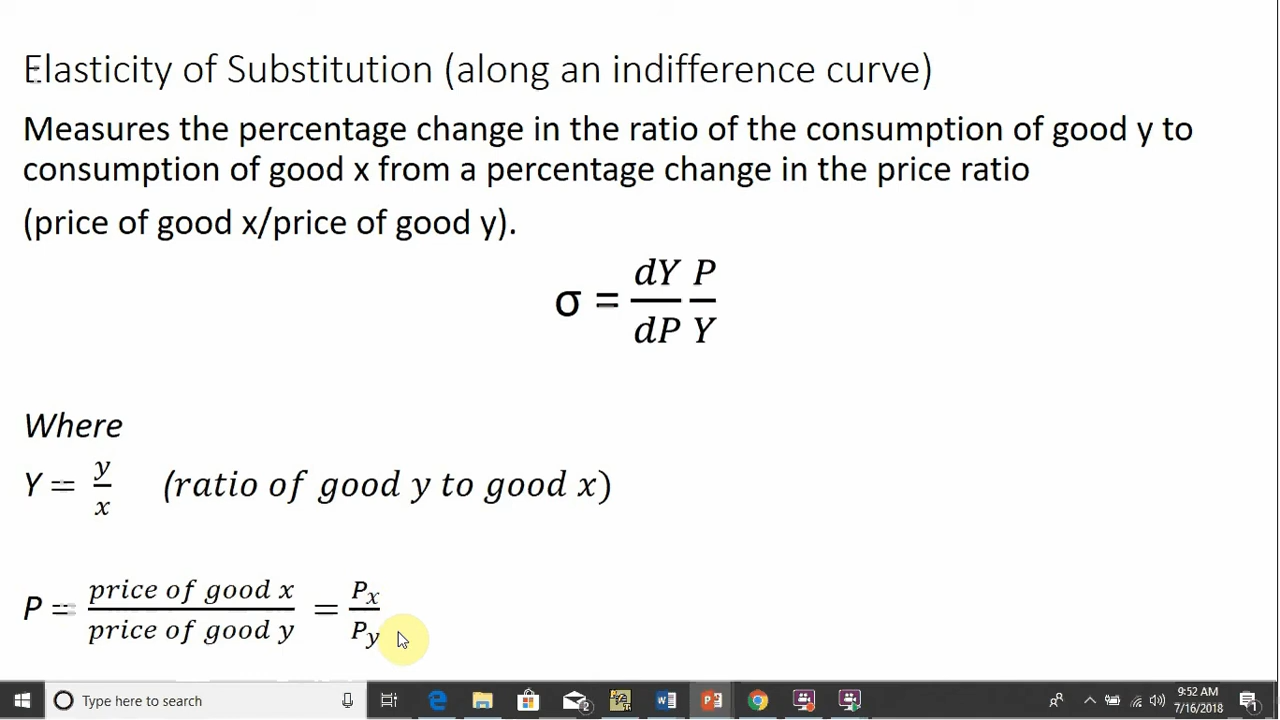 Elasticity of Substitution (along an indifference curve)
Measures the percentage change in the ratio of the consumption of good y to
consumption of good x from a percentage change in the price ratio
(price of good x/price of good y).
σ = dY/dP P/Y
Where
Y = y/x (ratio of good y to good x)
P = price of good x/price of good y = Px/Py
Type here to search
2
9:52 AM
7/16/2018
1